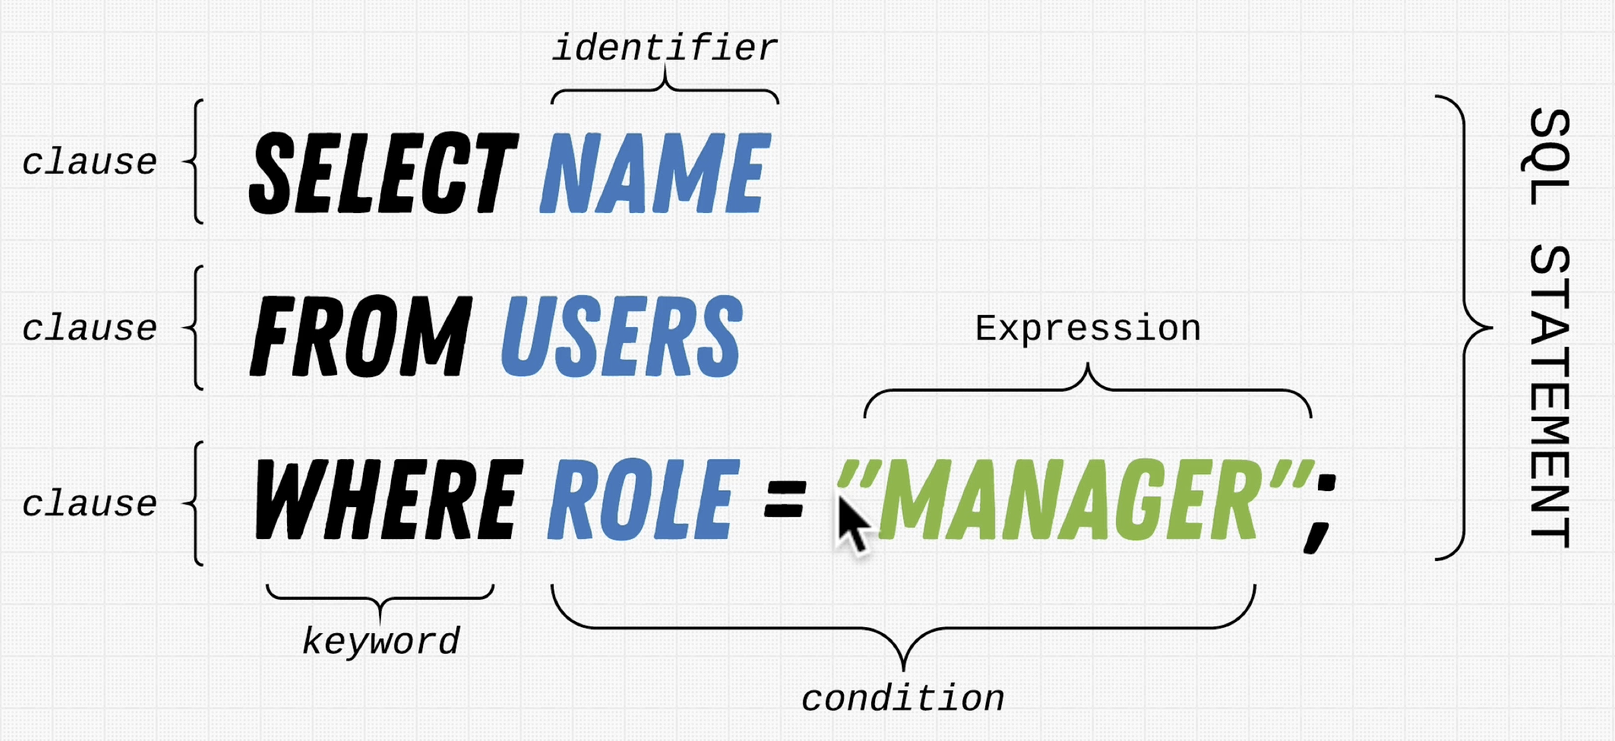 identifier
clause
SELECT NAME
clause
FROM USERS
Expression
clause
WHERE ROLE = "MANAGER";
keyword
condition
SQL STATEMENT